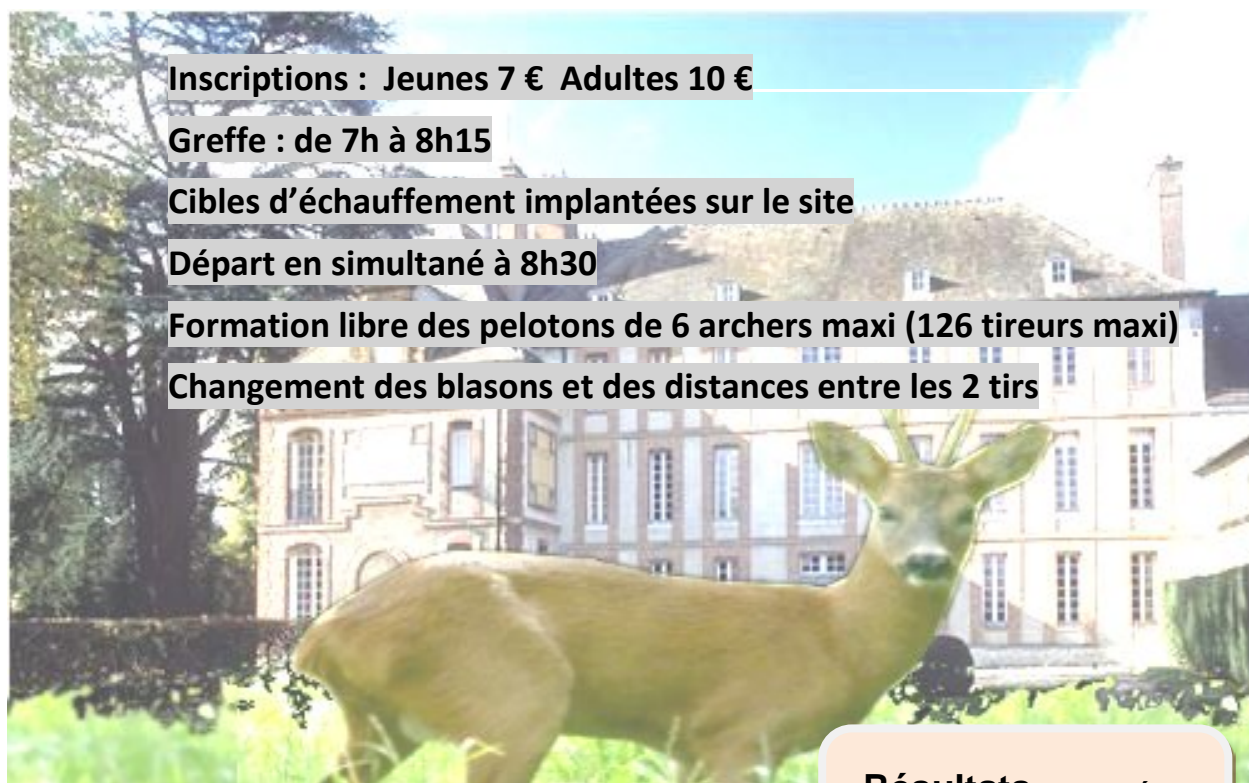 Inscriptions : Jeunes 7 € Adultes 10 €
Greffe : de 7h à 8h15
Cibles d’échauffement implantées sur le site
Départ en simultané à 8h30
Formation libre des pelotons de 6 archers maxi (126 tireurs maxi)
Changement des blasons et des distances entre les 2 tirs